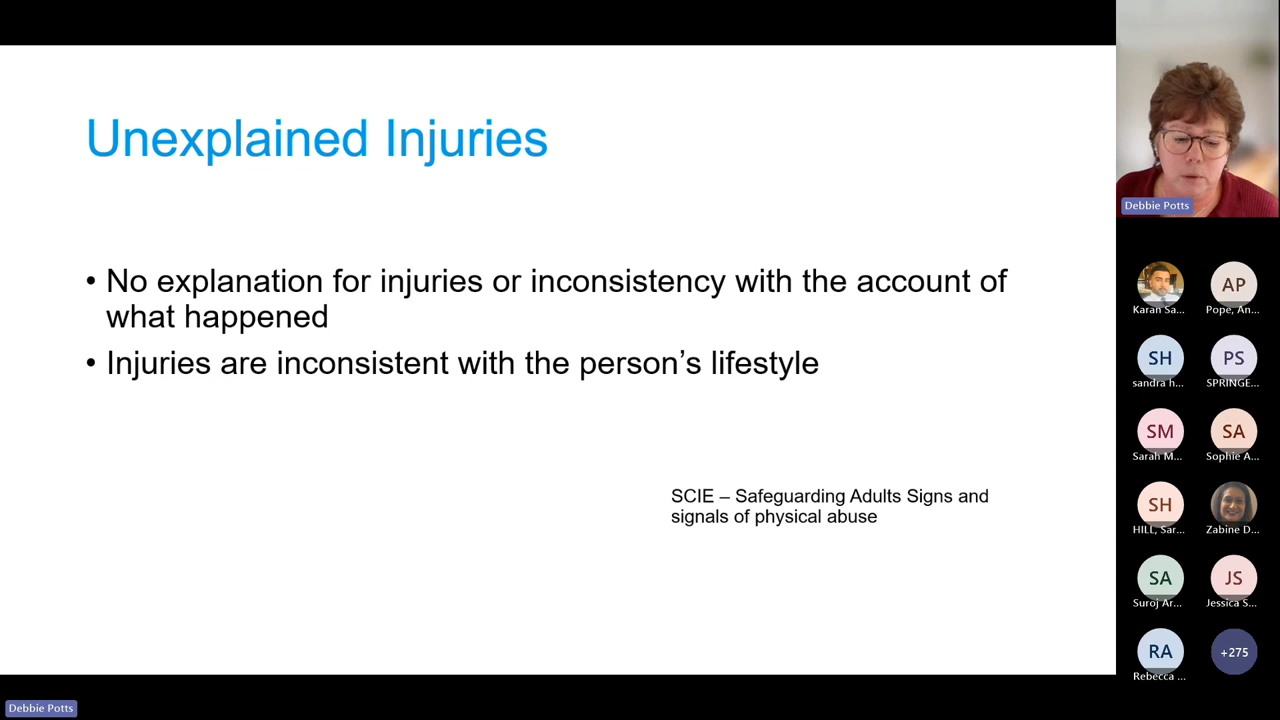 Unexplained Injuries
• No explanation for injuries or inconsistency with the account of
what happened
• Injuries are inconsistent with the person’s lifestyle
SCIE – Safeguarding Adults Signs and
signals of physical abuse
Debbie Potts
Karan Sa...
AP
Pope, An...
SH
sandra h...
PS
SPRINGE...
SM
Sarah M...
SA
Sophie A...
SH
HILL, Sar...
Zabine D...
SA
Suroj Ar...
JS
Jessica S...
RA
Rebecca ...
+275
Debbie Potts